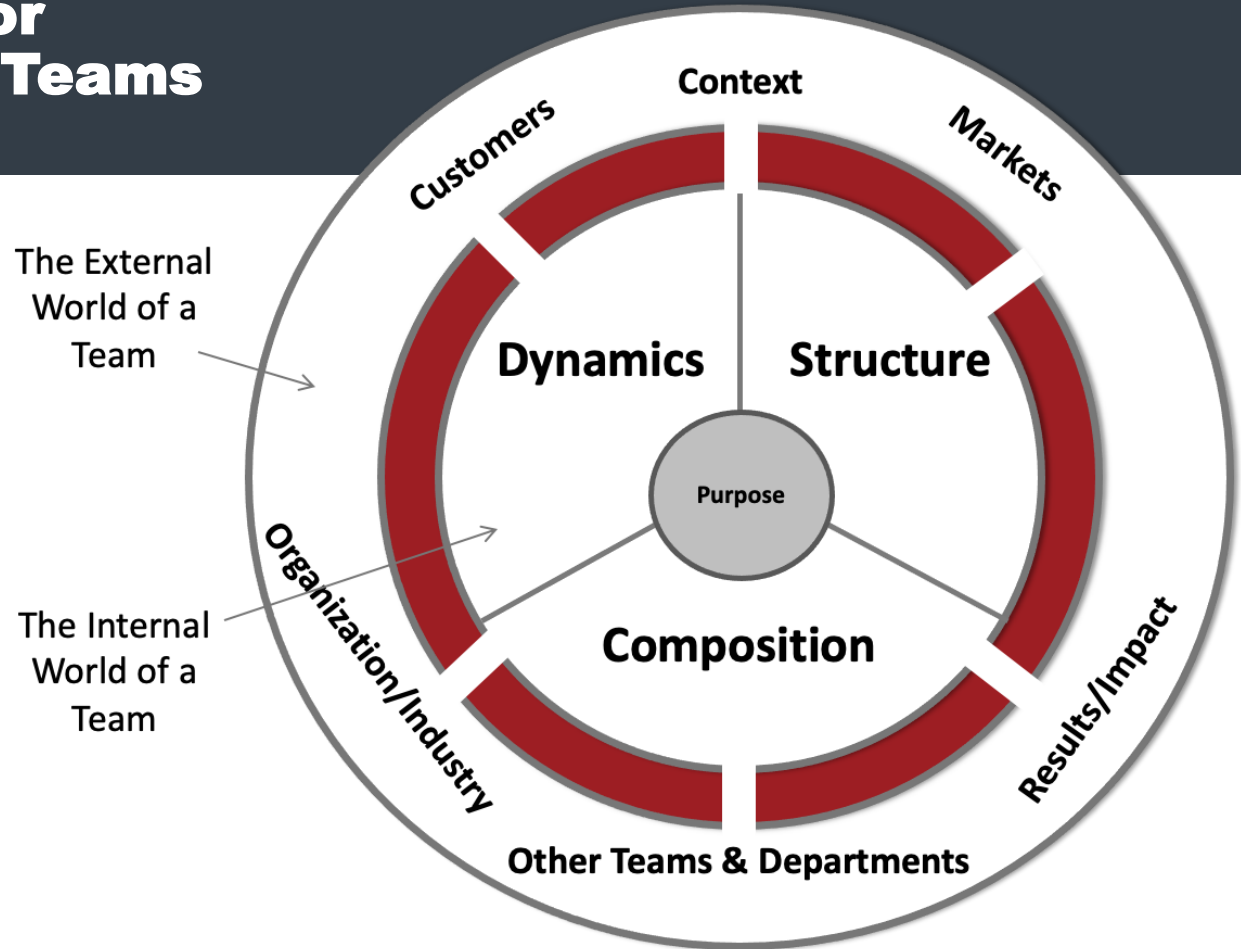 or
Teams
Context
Customers
Markets
The External
World of a
Team
Dynamics
Structure
Purpose
The Internal
World of a
Team
Composition
Organization/Industry
Results/Impact
Other Teams & Departments